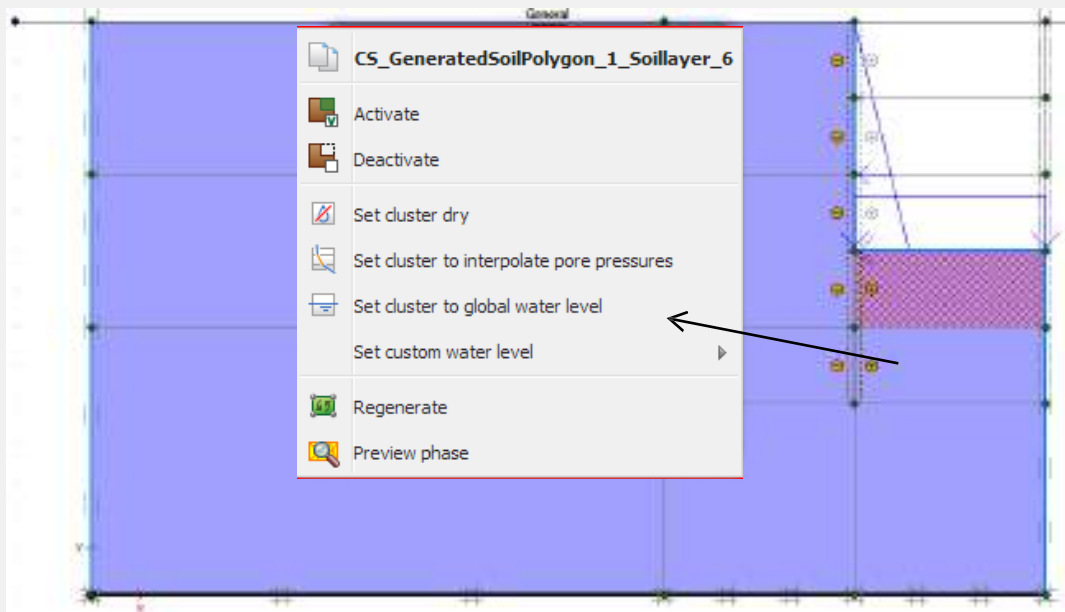 General
CS_GeneratedSoilPolygon_1_Soillayer_6
Activate
Deactivate
Set cluster dry
Set cluster to interpolate pore pressures
Set cluster to global water level
Set custom water level
Regenerate
Preview phase
Y